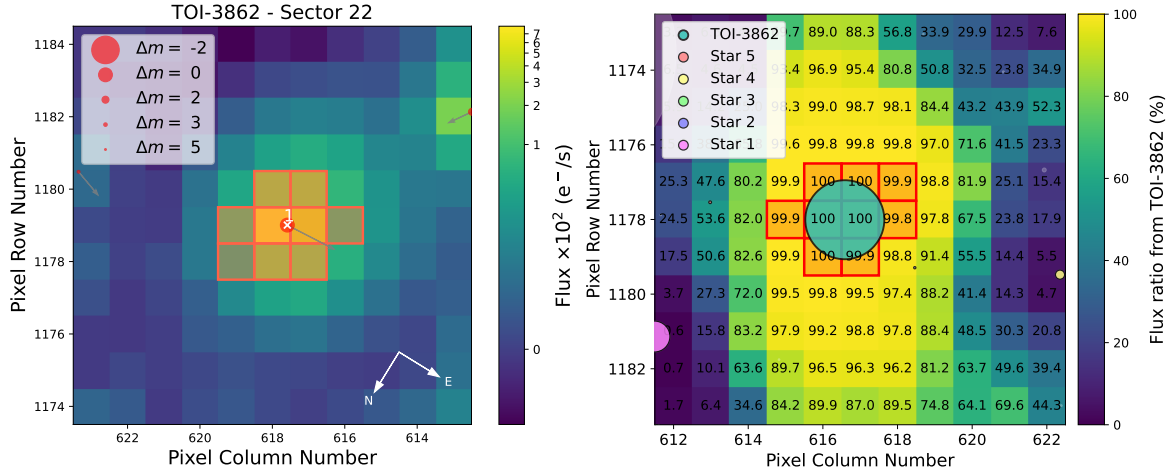 TOI-3862 - Sector 22
Δm = -2
Δm = 0
Δm = 2
Δm = 3
Δm = 5
1
N
E
1184
1182
1180
1178
1176
1174
Pixel Row Number
622
620
618
616
614
Pixel Column Number
7
6
5
4
3
2
1
0
Flux ×10² (e⁻/s)
TOI-3862
Star 5
Star 4
Star 3
Star 2
Star 1
89.0 88.3 56.8 33.9 29.9 12.5 7.6
96.9 95.4 80.8 50.8 32.5 23.8 34.9
99.0 98.7 98.1 84.4 43.2 43.9 52.3
99.6 99.8 99.8 99.8 97.0 71.6 41.5 23.3
25.3 47.6 80.2 99.9 100 100 99.9 98.8 81.9 25.1 15.4
24.5 53.6 82.0 99.9 100 100 99.8 97.8 67.5 23.8 17.9
17.5 50.6 82.6 99.9 100 99.9 98.8 91.4 55.5 14.4 5.5
3.7 27.3 72.0 99.5 99.8 99.5 97.4 88.2 41.4 14.3 4.7
15.8 83.2 97.9 99.2 98.8 97.8 88.4 48.5 30.3 20.8
0.7 10.1 63.6 89.7 96.5 96.3 96.2 81.2 63.7 49.6 39.4
1.7 6.4 34.6 84.2 89.9 87.0 89.5 74.8 64.1 69.6 44.3
1174
1176
1178
1180
1182
Pixel Row Number
612
614
616
618
620
622
Pixel Column Number
100
80
60
40
20
0
Flux ratio from TOI-3862 (%)